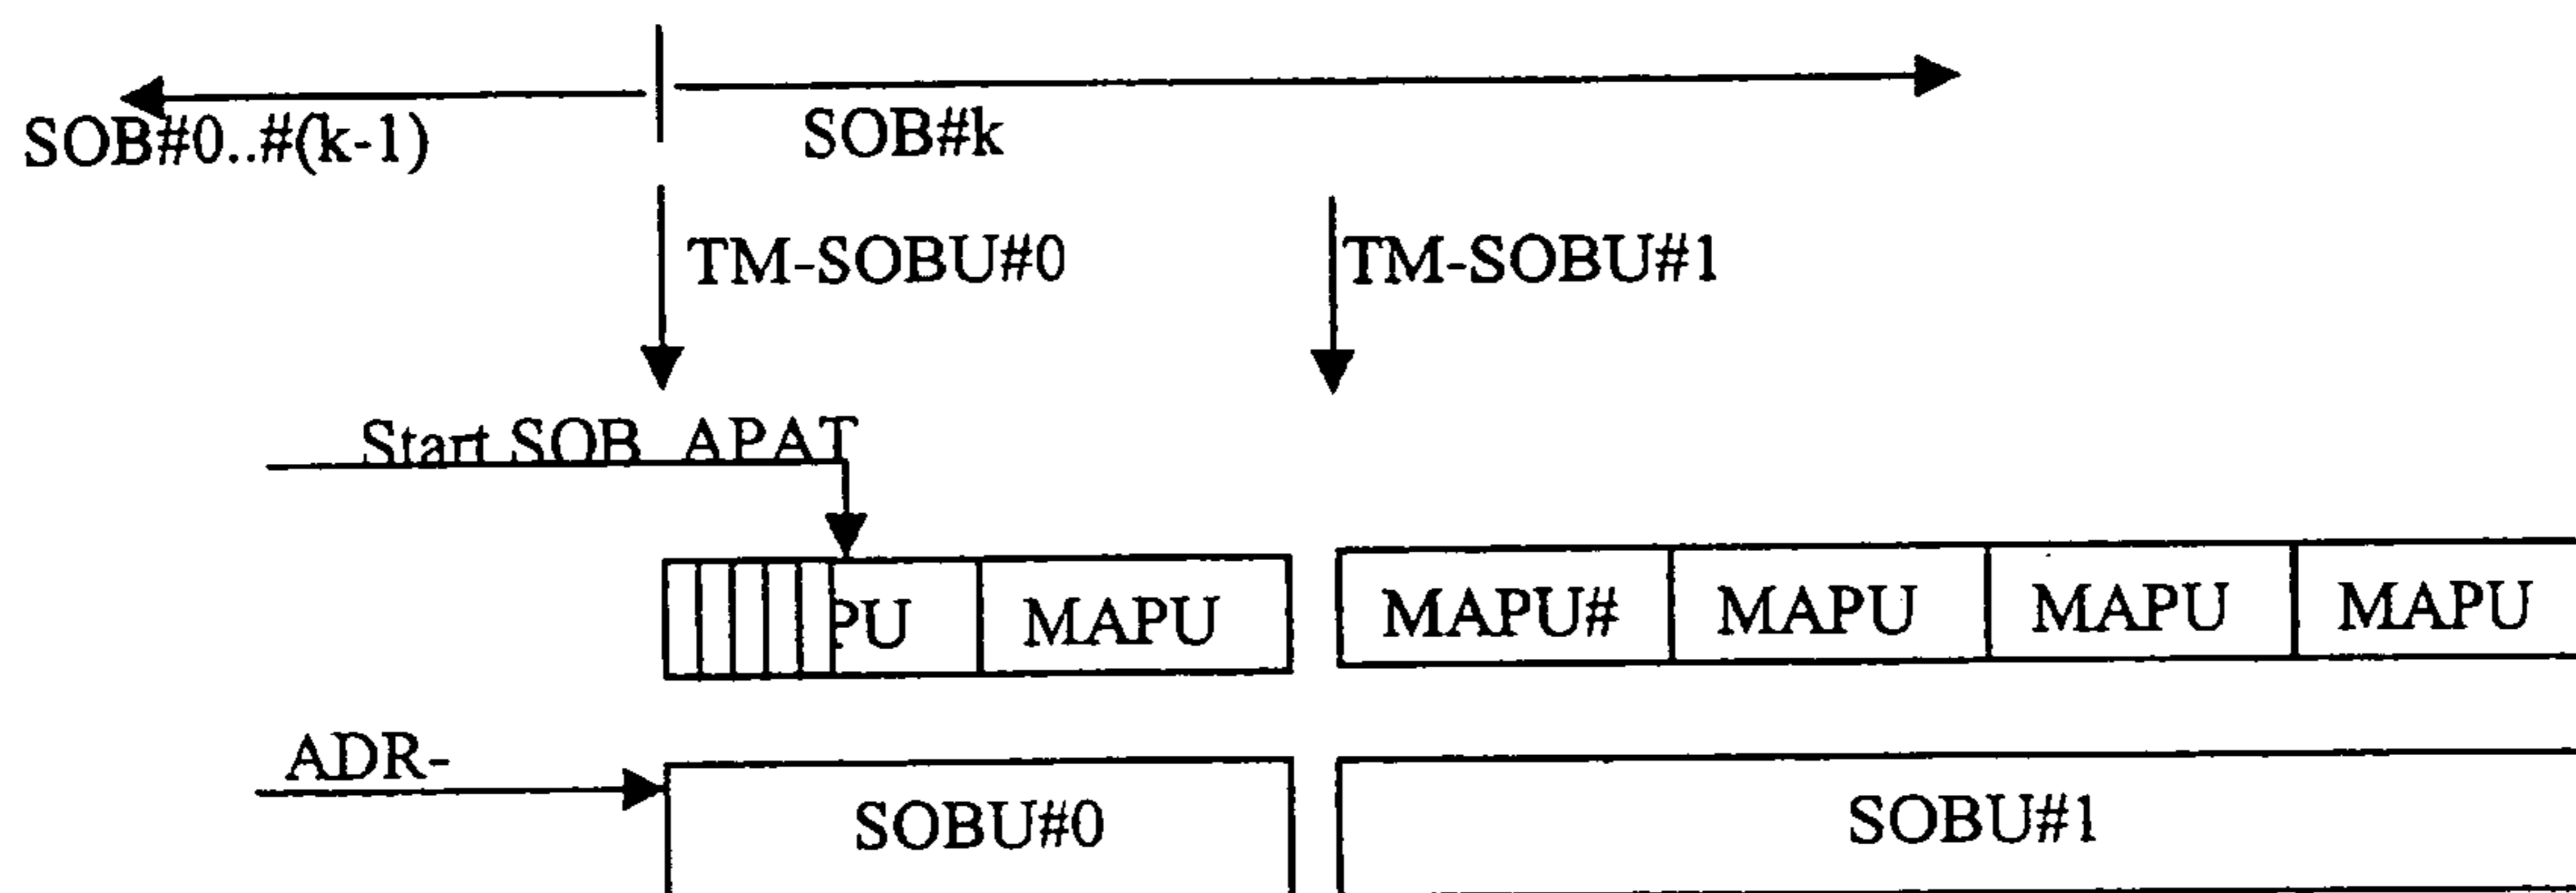 SOB#0..#(k-1)
SOB#k
TM-SOBU#0
TM-SOBU#1
Start SOB APAT
PU
MAPU
MAPU#
MAPU
MAPU
MAPU
ADR-
SOBU#0
SOBU#1